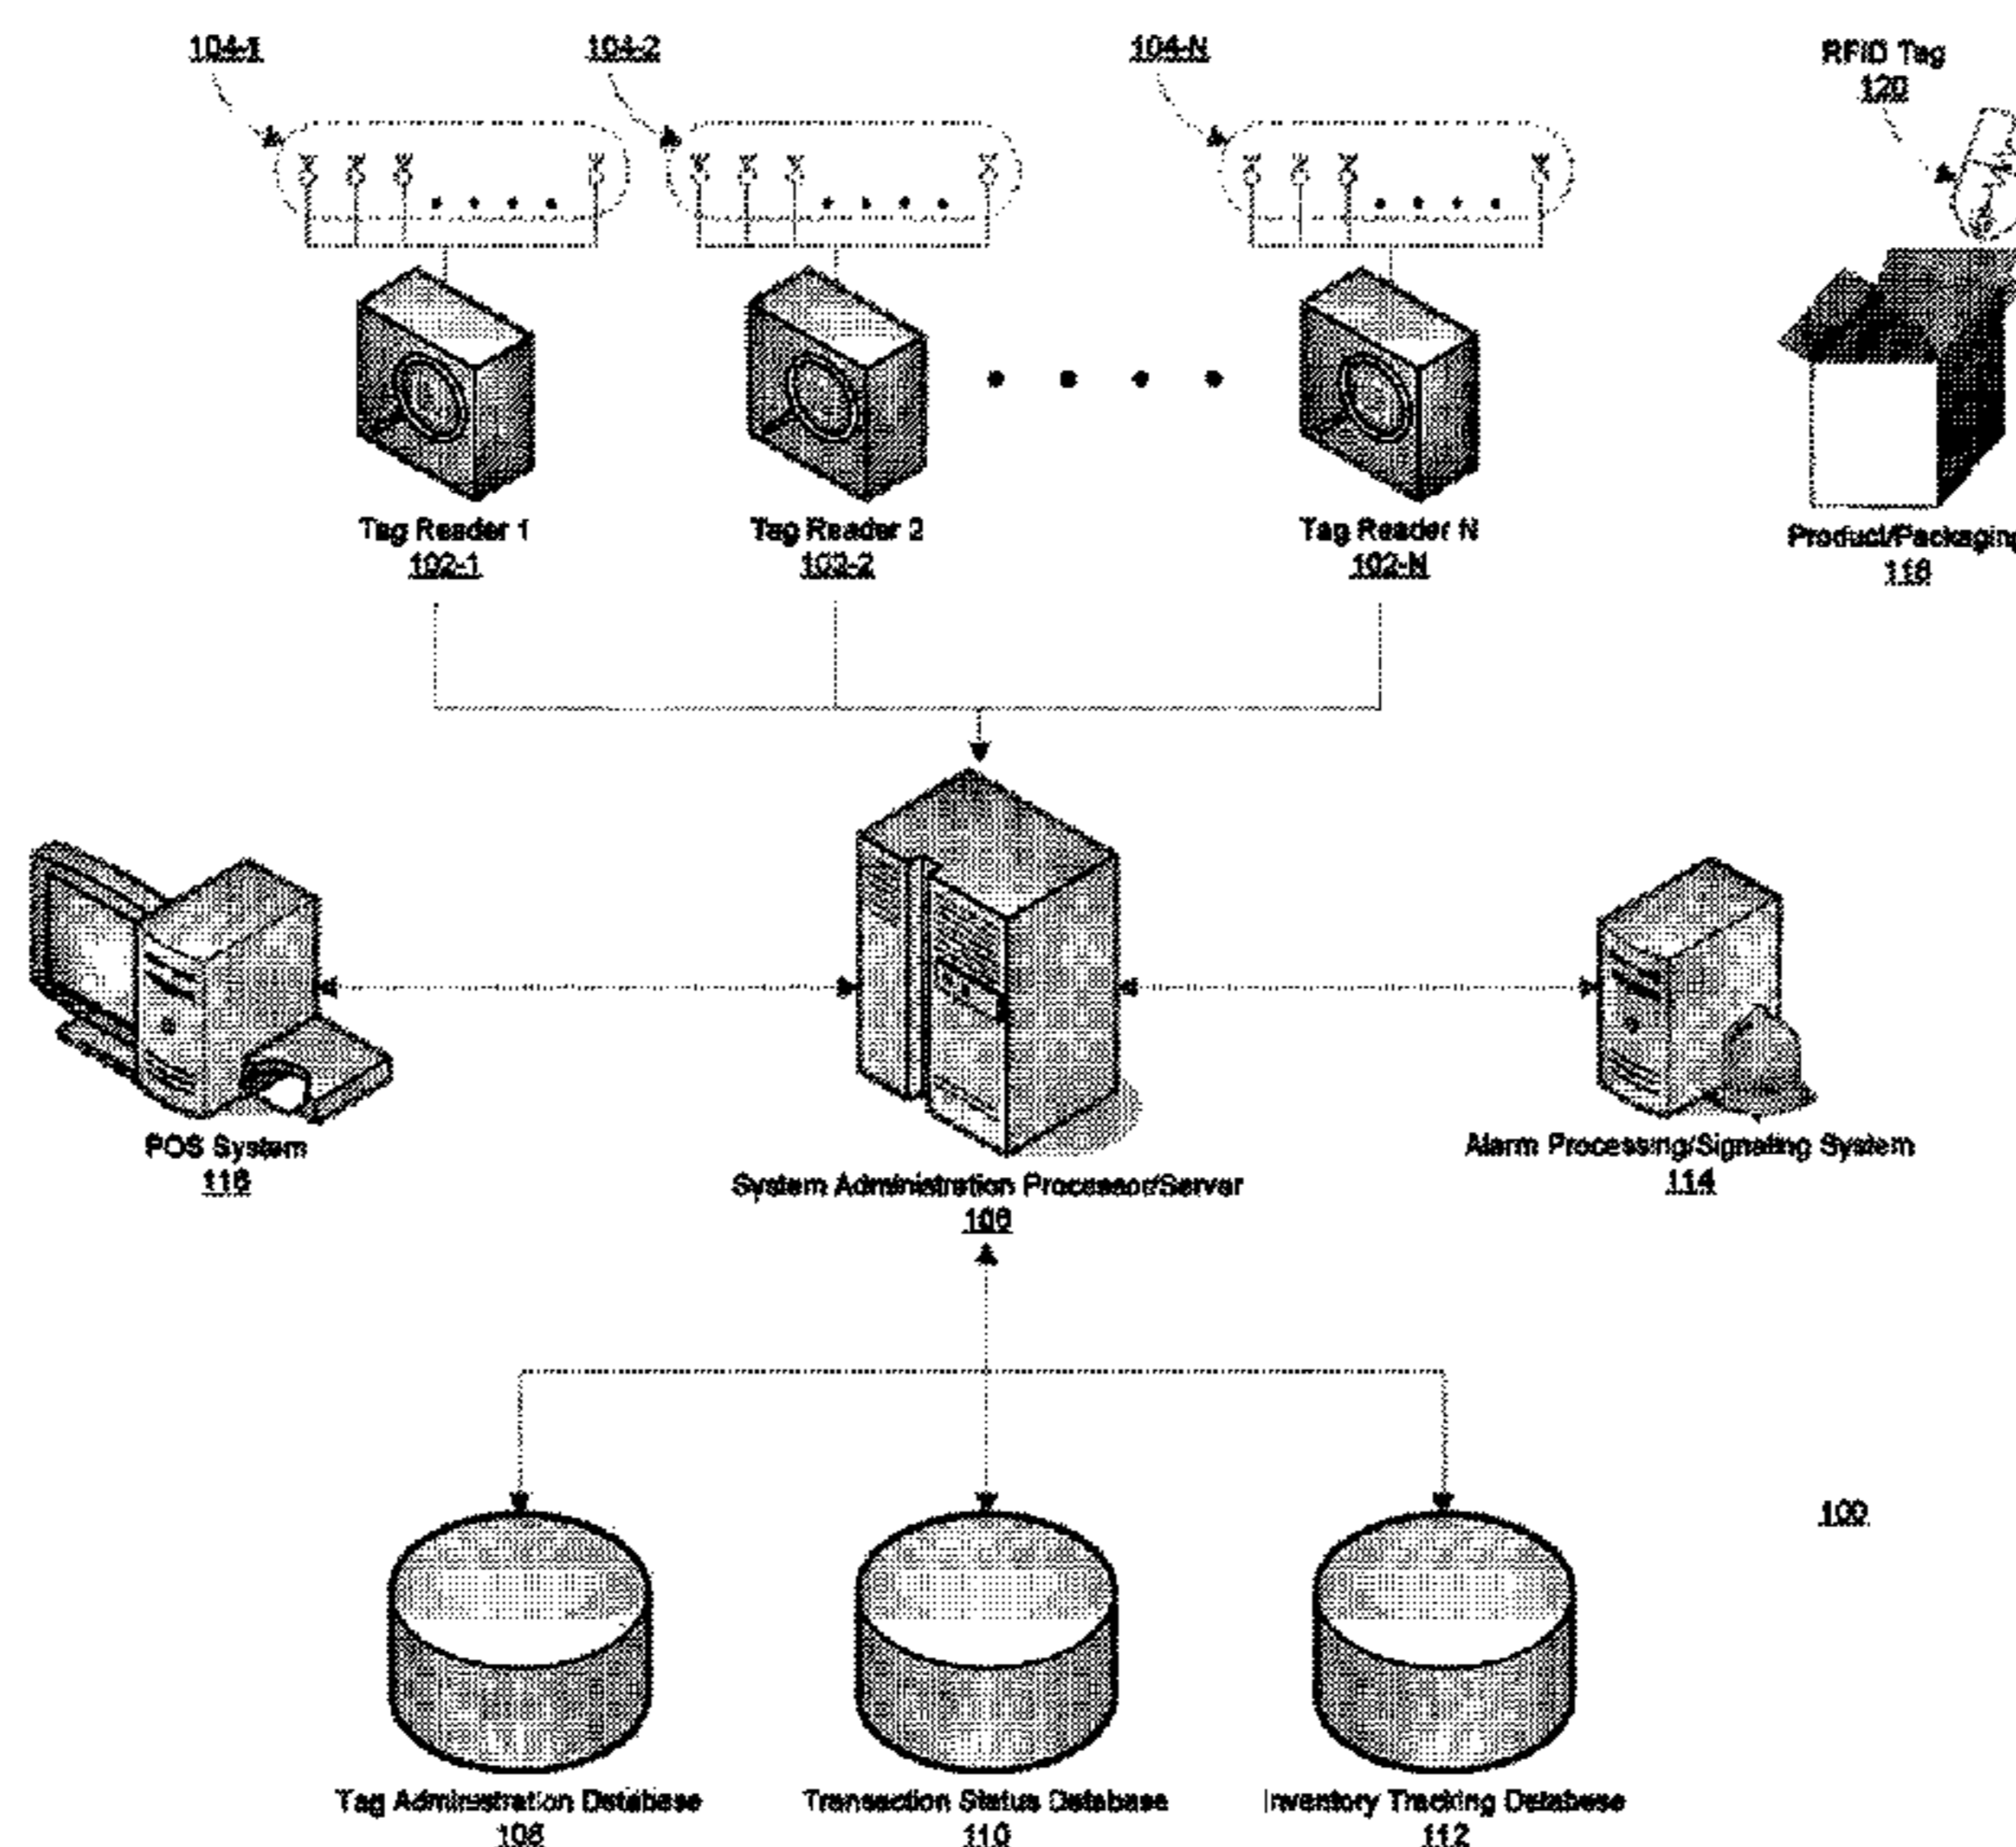 104-1
104-2
104-N
RFID Tag
120
Tag Reader 1
102-1
Tag Reader 2
102-2
Tag Reader N
102-N
Product/Packaging
118
POS System
116
System Administration Processor/Server
106
Alarm Processing/Signaling System
114
100
Tag Administration Database
108
Transaction Status Database
110
Inventory Tracking Database
112